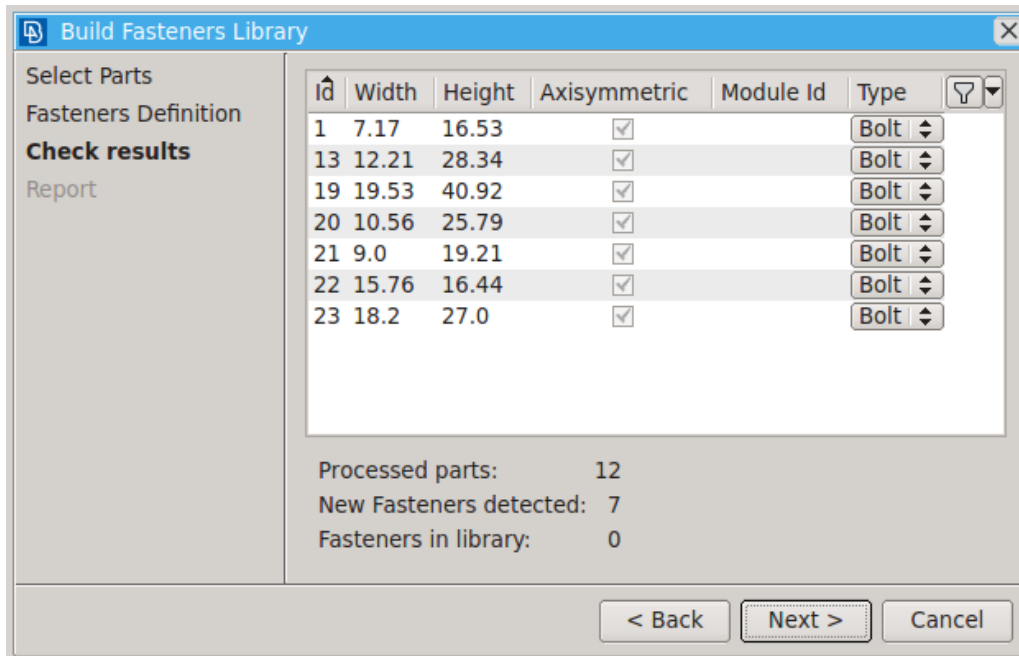 Build Fasteners Library
Select Parts
Fasteners Definition
Check results
Report
Id Width Height Axisymmetric Module Id Type
1 7.17 16.53 Bolt
13 12.21 28.34 Bolt
19 19.53 40.92 Bolt
20 10.56 25.79 Bolt
21 9.0 19.21 Bolt
22 15.76 16.44 Bolt
23 18.2 27.0 Bolt
Processed parts: 12
New Fasteners detected: 7
Fasteners in library: 0
< Back Next > Cancel